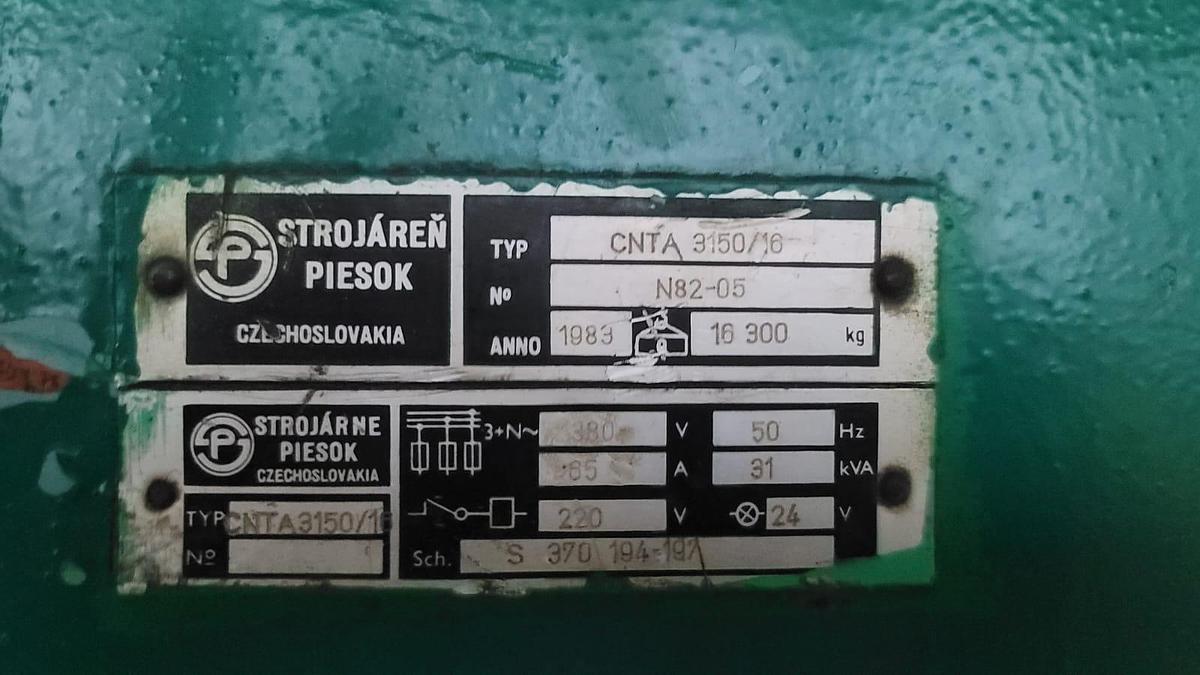 STROJÁREŇ
PIESOK
CZECHOSLOVAKIA
TYP CNTA 3150/16
Nº N82-05
ANNO 1983 16 300 kg
STROJÁRNE
PIESOK
CZECHOSLOVAKIA
TYP CNTA3150/16
Nº
3+N~ 380 V 50 Hz
65 A 31 kVA
220 V 24 V
Sch. S 370 194-197